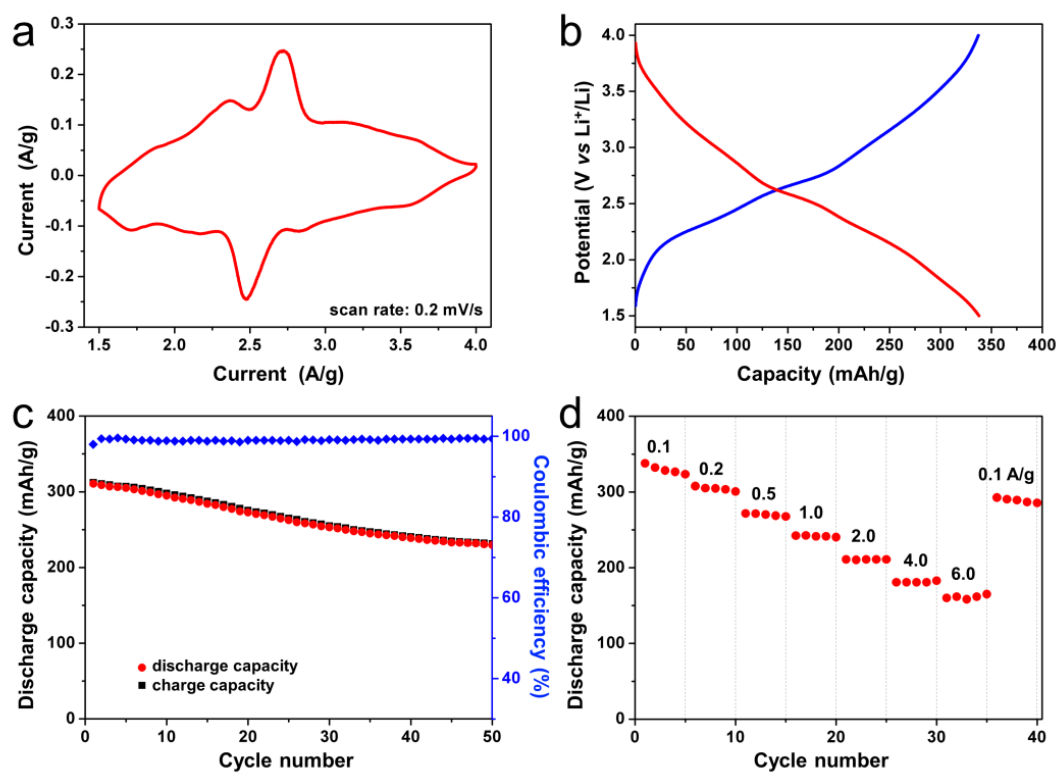 a
0.3
0.2
0.1
0.0
-0.1
-0.2
-0.3
Current (A/g)
scan rate: 0.2 mV/s
1.5 2.0 2.5 3.0 3.5 4.0
Current (A/g)
b
4.0
3.5
3.0
2.5
2.0
1.5
Potential (V vs Li⁺/Li)
0 50 100 150 200 250 300 350 400
Capacity (mAh/g)
c
400
300
200
100
0
Discharge capacity (mAh/g)
discharge capacity
charge capacity
100
80
60
40
Coulombic efficiency (%)
0 10 20 30 40 50
Cycle number
d
400
300
200
100
0
Discharge capacity (mAh/g)
0.1
0.2
0.5
1.0
2.0
4.0
6.0
0.1 A/g
0 10 20 30 40
Cycle number